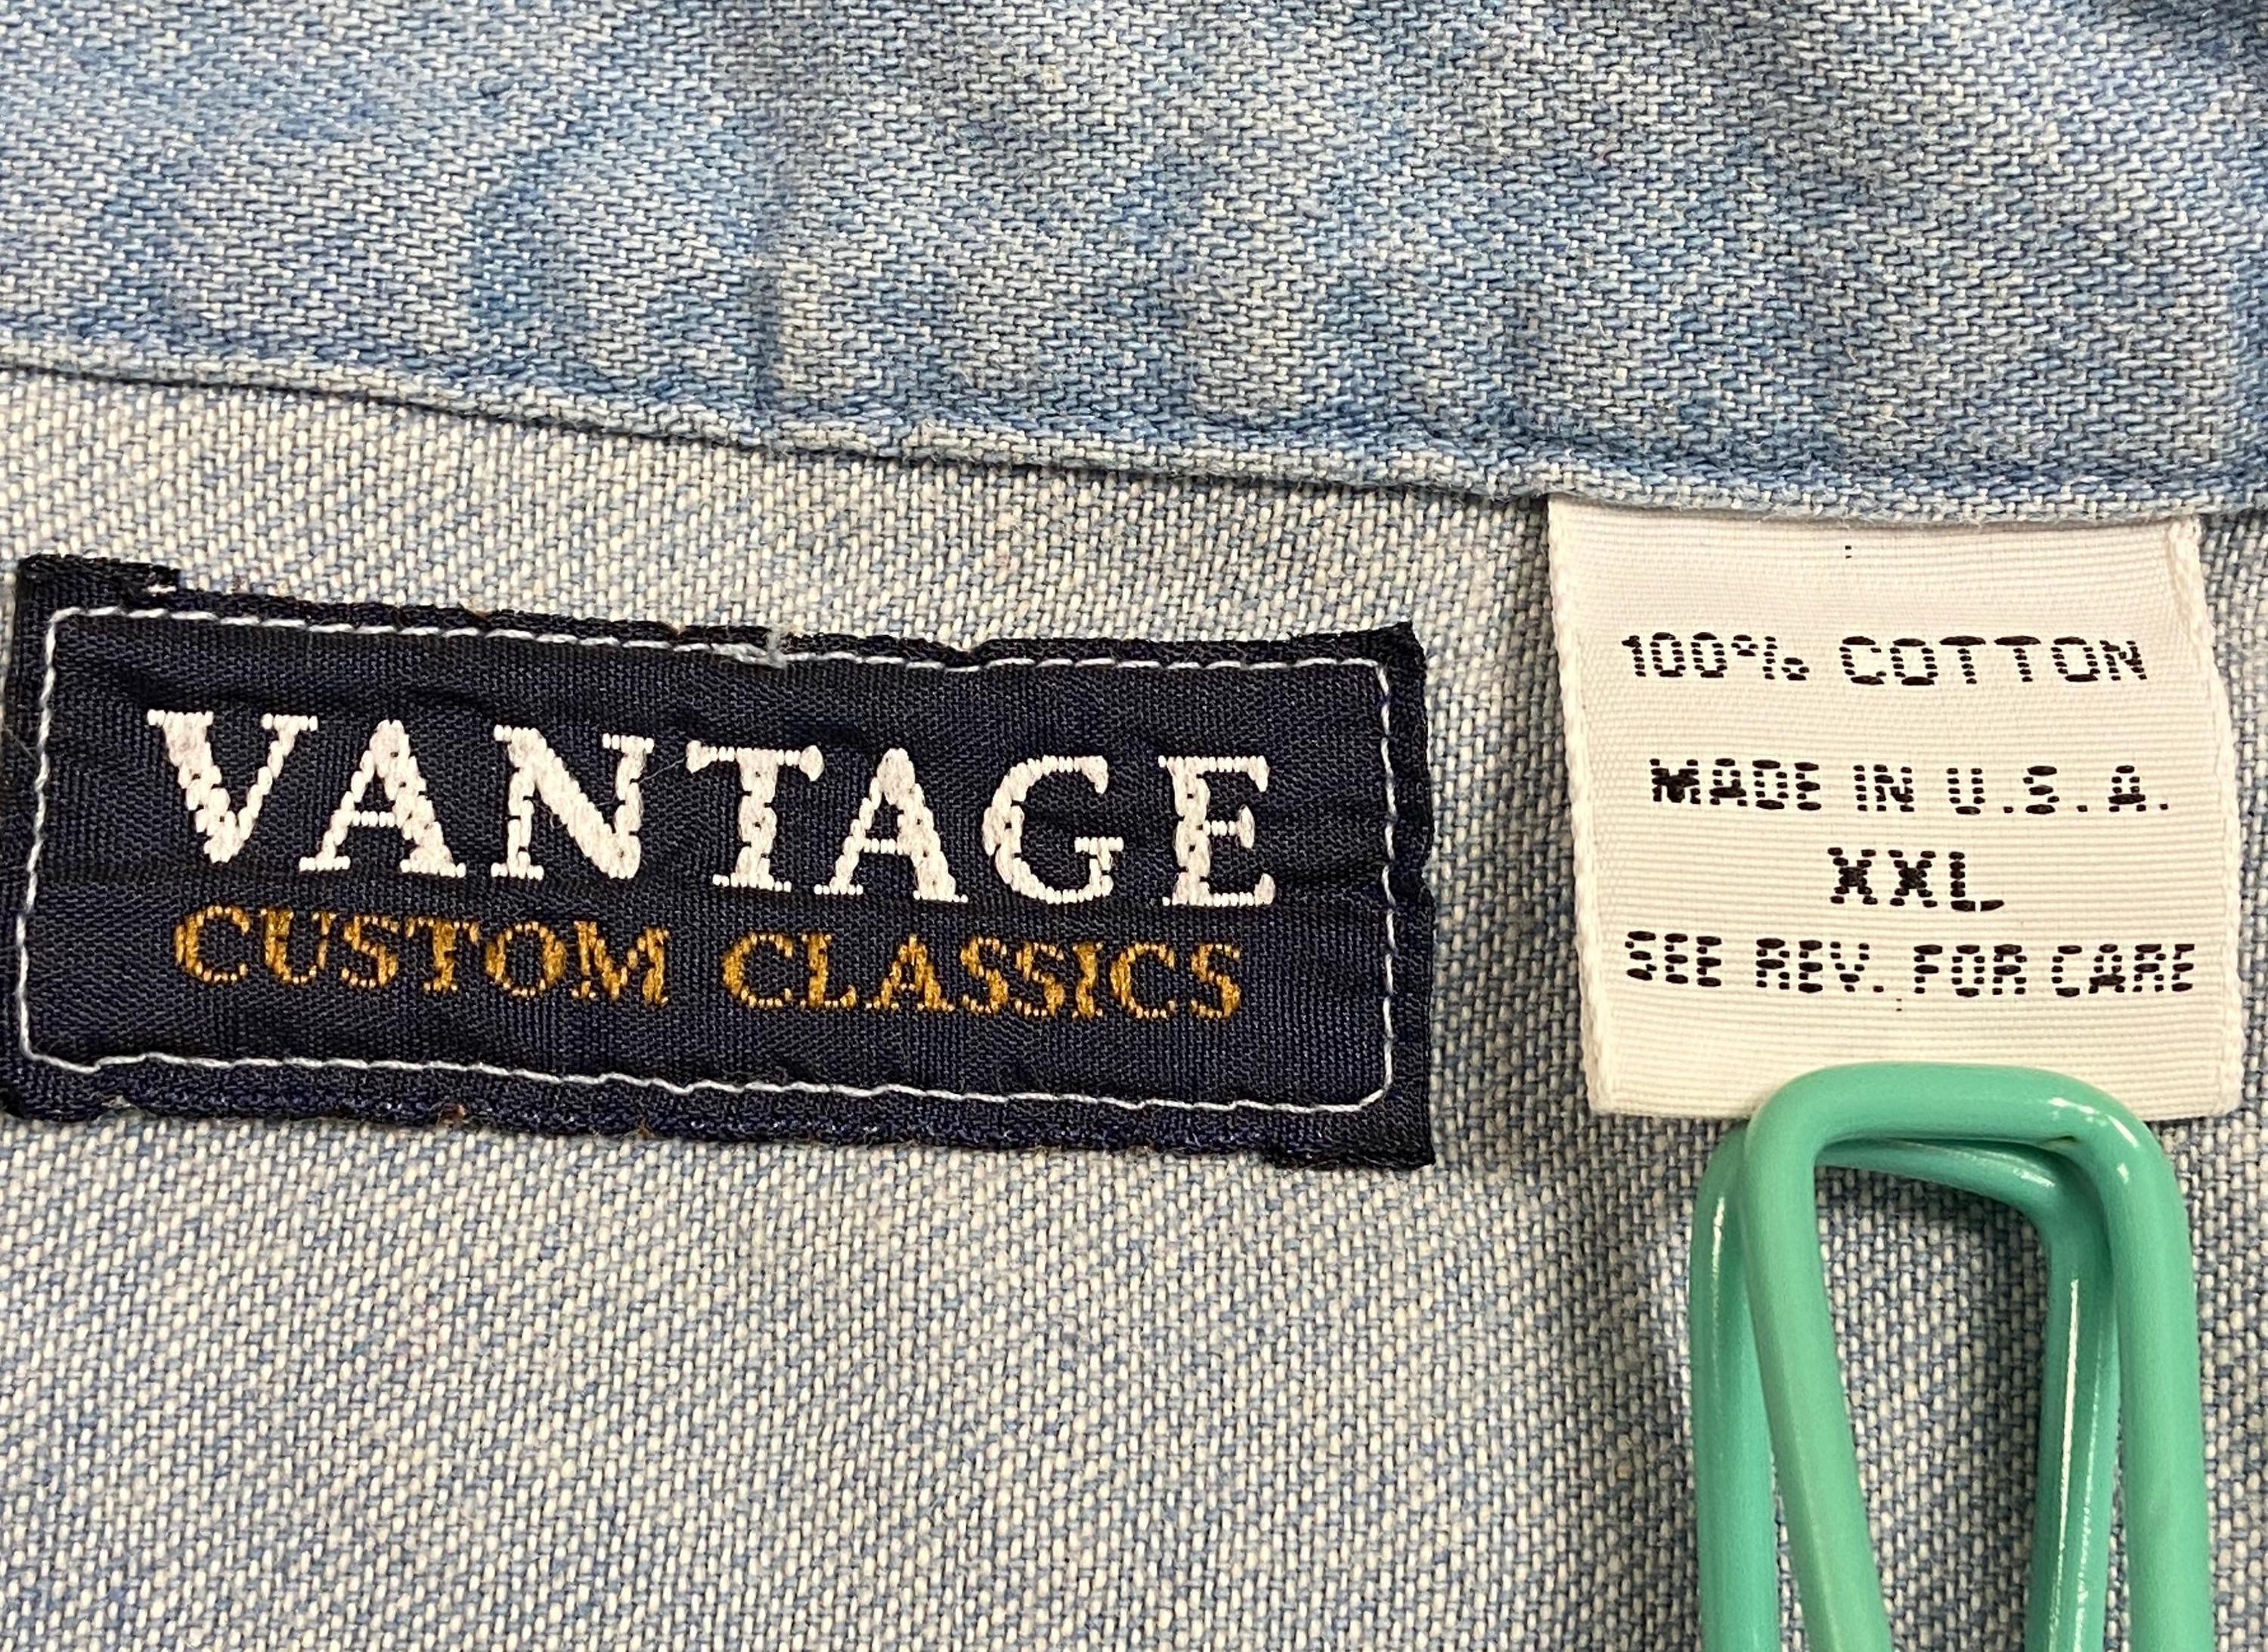 VANTAGE
CUSTOM CLASSICS
100% COTTON
MADE IN U.S.A.
XXL
SEE REV. FOR CARE